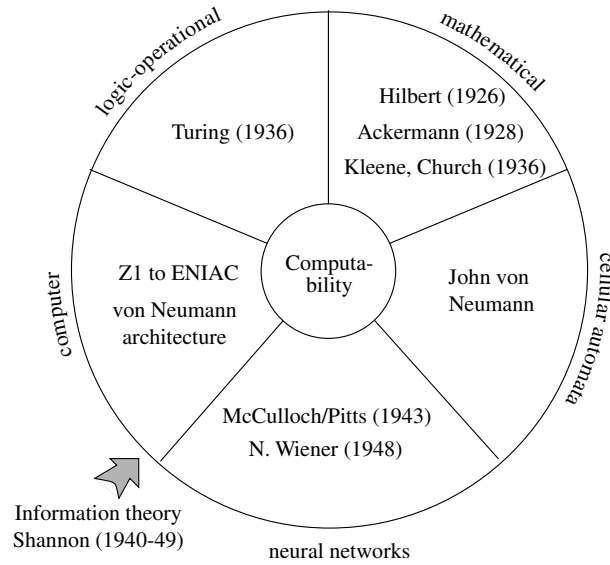 logic-operational
mathematical
Turing (1936)
Hilbert (1926)
Ackermann (1928)
Kleene, Church (1936)
computer
Z1 to ENIAC
von Neumann
architecture
Computa-
bility
John von
Neumann
cellular automata
McCulloch/Pitts (1943)
N. Wiener (1948)
Information theory
Shannon (1940-49)
neural networks